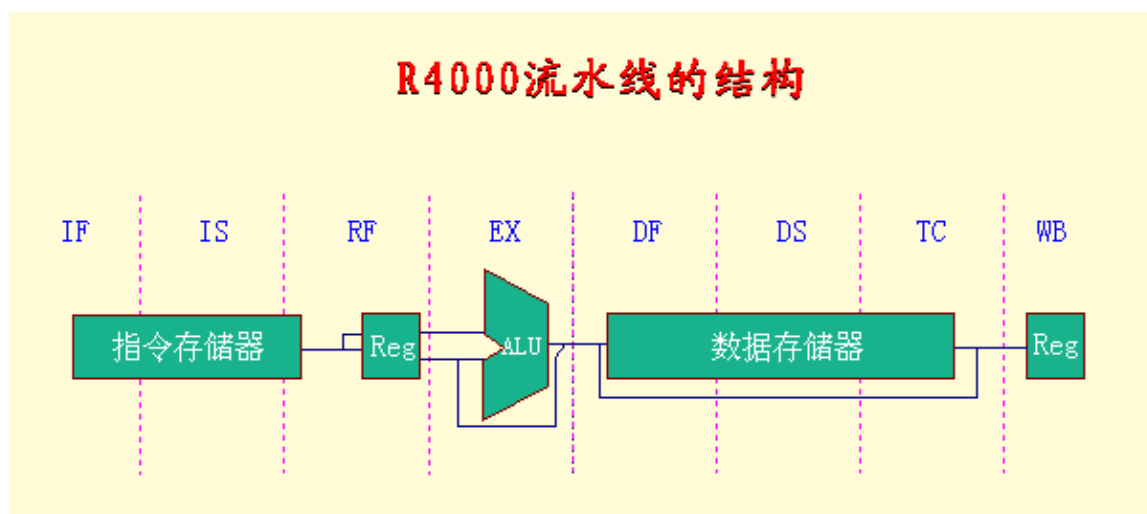 R4000流水线的结构
IF IS RF EX DF DS TC WB
指令存储器 Reg ALU 数据存储器 Reg